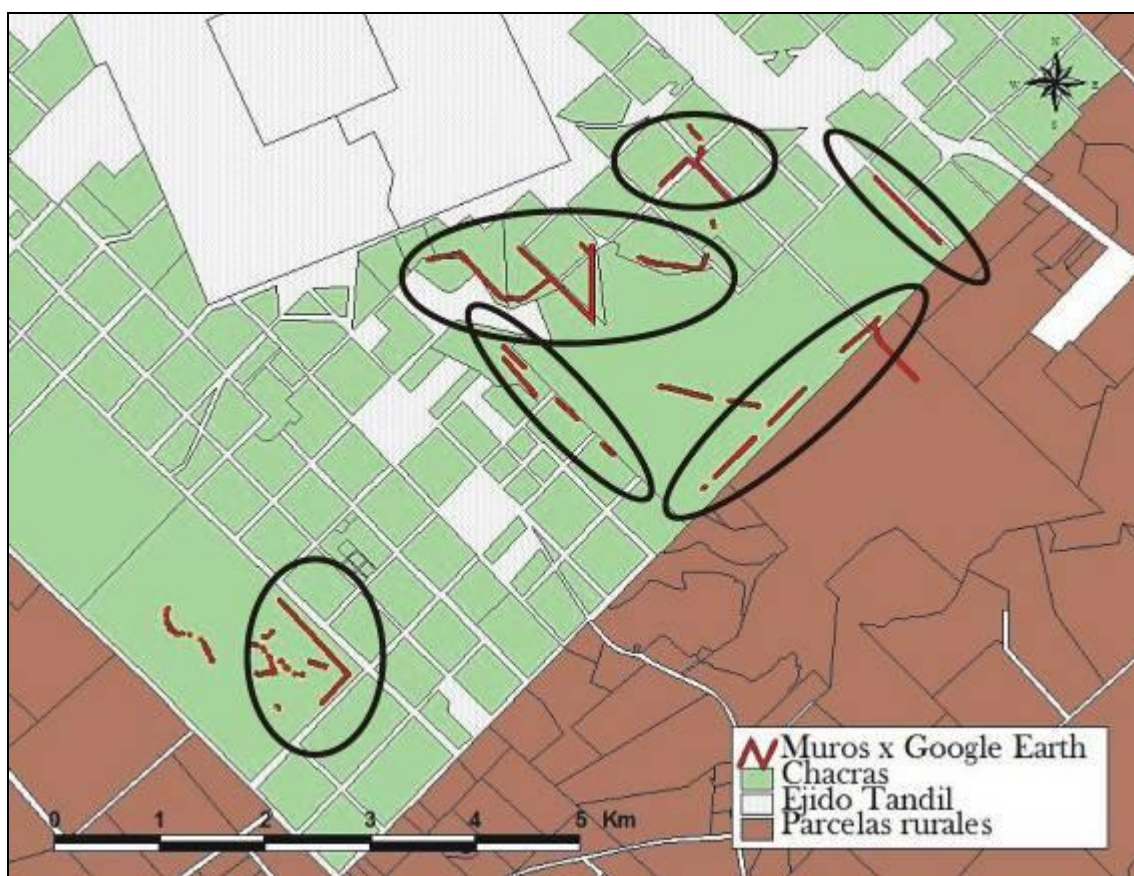 N
W E
S
Muros x Google Earth
Chacras
Ejido Tandil
Parcelas rurales
0 1 2 3 4 5 Km